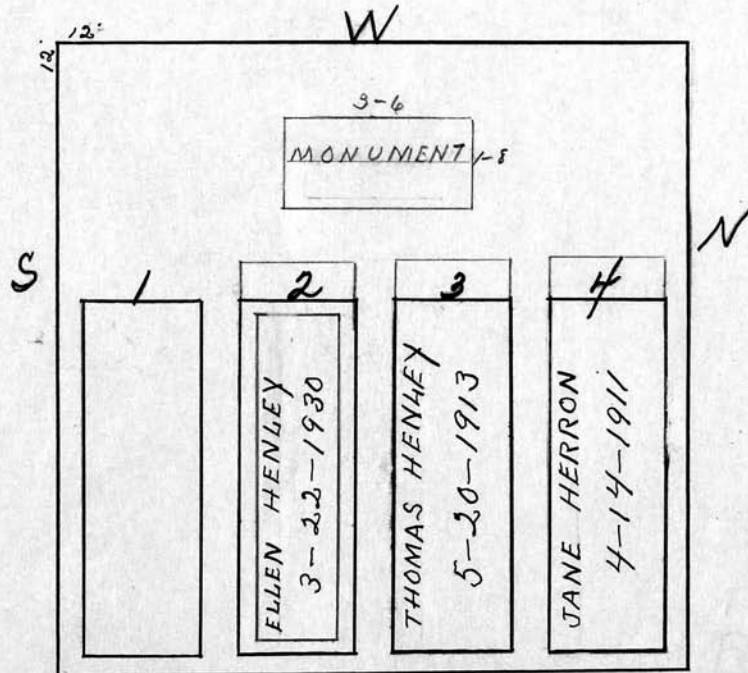 W
12'
12'
3-6
MONUMENT 1-8
S
N
1
2
3
4
ELLEN HENLEY
3-22-1930
THOMAS HENLEY
5-20-1913
JANE HERRON
4-14-1911